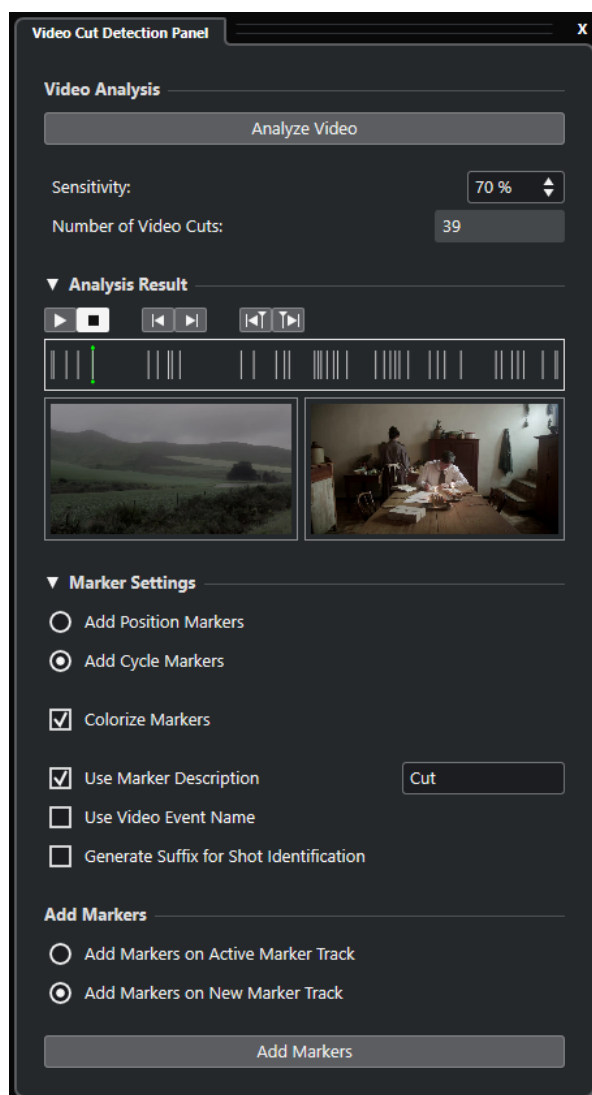 Video Cut Detection Panel
X
Video Analysis
Analyze Video
Sensitivity:
70 %
Number of Video Cuts:
39
Analysis Result
Marker Settings
Add Position Markers
Add Cycle Markers
Colorize Markers
Use Marker Description
Cut
Use Video Event Name
Generate Suffix for Shot Identification
Add Markers
Add Markers on Active Marker Track
Add Markers on New Marker Track
Add Markers